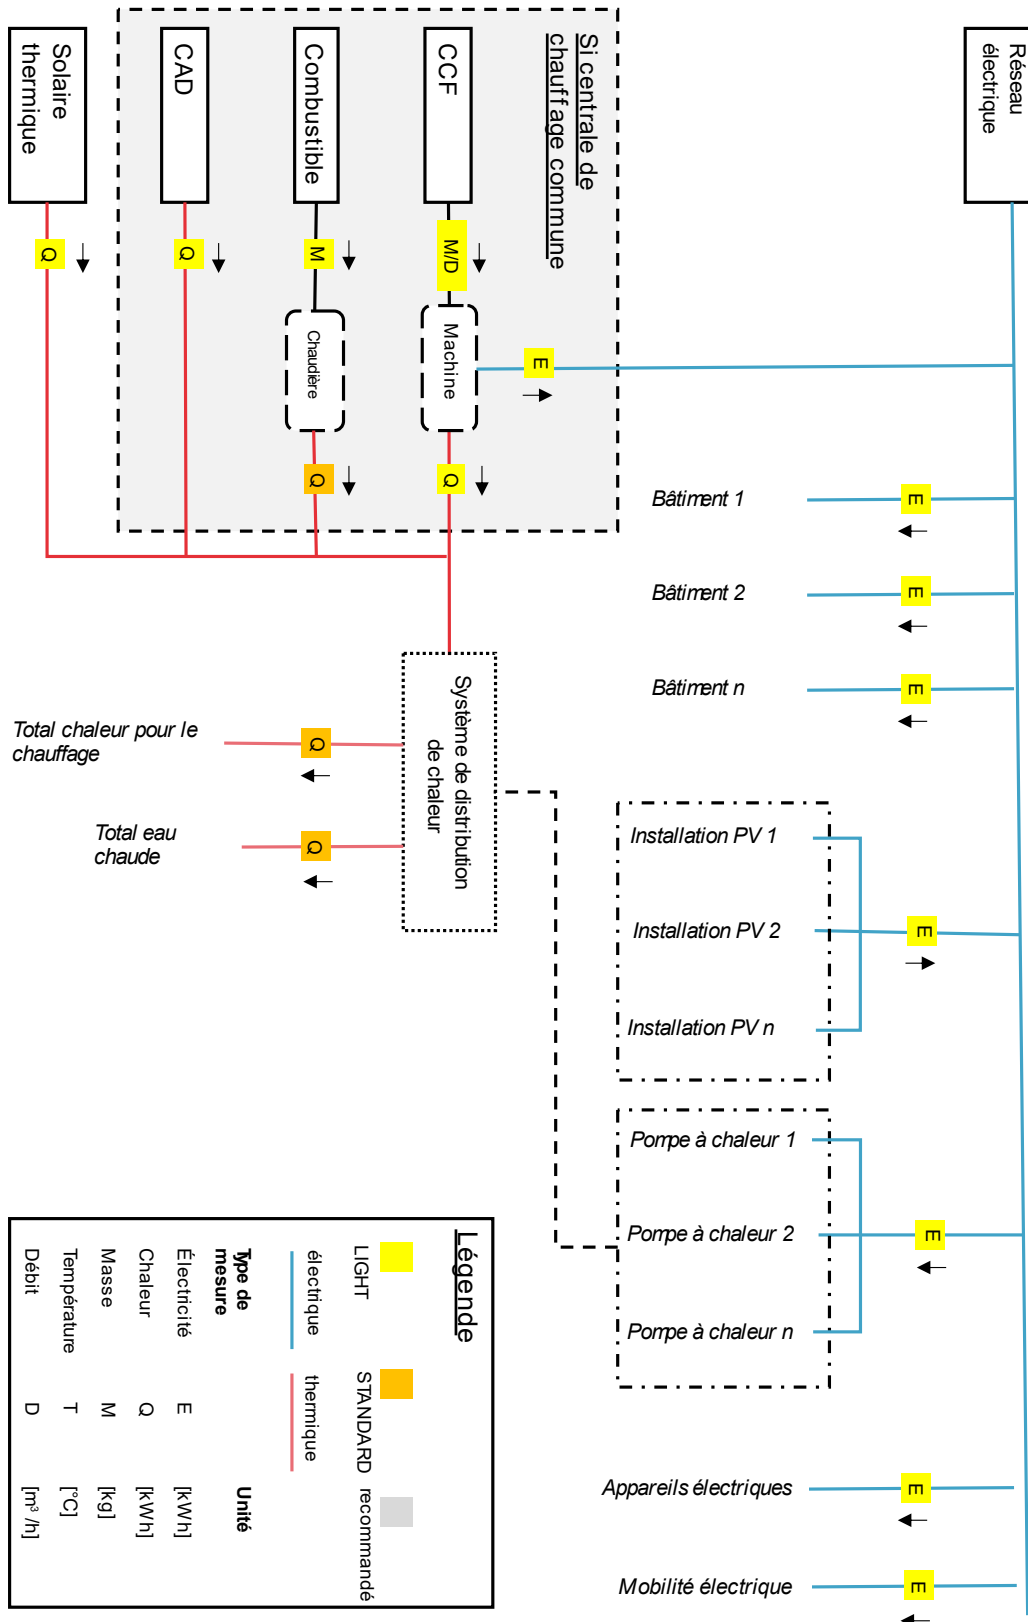 Réseau
électrique
Si centrale de
chauffage commune
CCF
Combustible
CAD
Solaire
thermique
M/D
M
Q
Q
Machine
Chaudière
E
Q
Q
Bâtiment 1
E
Bâtiment 2
E
Bâtiment n
E
Système de distribution
de chaleur
Total chaleur pour le
chauffage
Q
Total eau
chaude
Q
Installation PV 1
Installation PV 2
Installation PV n
E
Pompe à chaleur 1
Pompe à chaleur 2
Pompe à chaleur n
E
Appareils électriques
E
Mobilité électrique
E
Légende
LIGHT STANDARD recommandé
électrique thermique
Type de
mesure Unité
Électricité E [kWh]
Chaleur Q [kWh]
Masse M [kg]
Température T [°C]
Débit D [m³ /h]